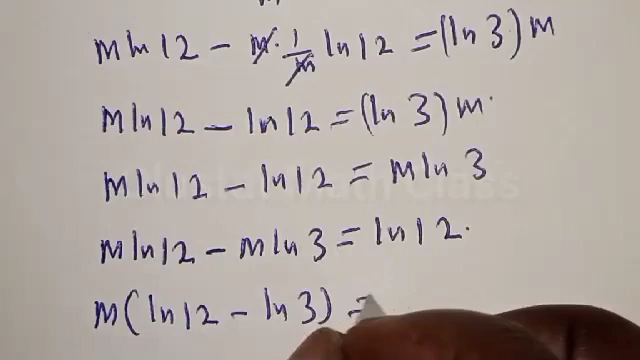 m ln 12 - m · 1/m ln 12 = (ln 3) m
m ln 12 - ln 12 = (ln 3) m.
m ln 12 - ln 12 = m ln 3
m ln 12 - m ln 3 = ln 12.
m (ln 12 - ln 3) =